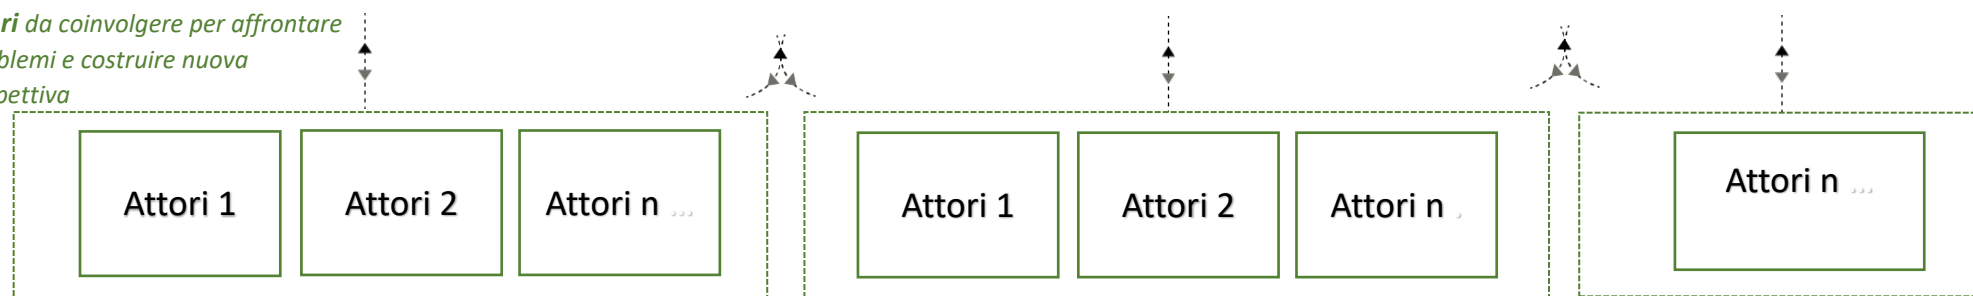 ri da coinvolgere per affrontare
blemi e costruire nuova
pettiva
Attori 1
Attori 2
Attori n ...
Attori 1
Attori 2
Attori n .
Attori n ...